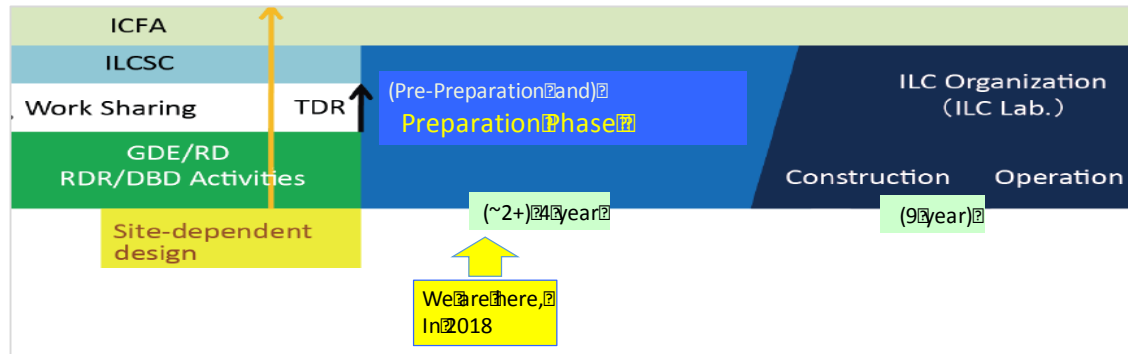 ICFA
ILCSC
, Work Sharing
TDR
GDE/RD
RDR/DBD Activities
Site-dependent
design
(Pre-Preparation⍰and)⍰
Preparation⍰Phase⍰⍰
(~2+)⍰4⍰year⍰
We⍰are⍰here,⍰
In⍰2018
ILC Organization
(ILC Lab.)
Construction
Operation
(9⍰year)⍰